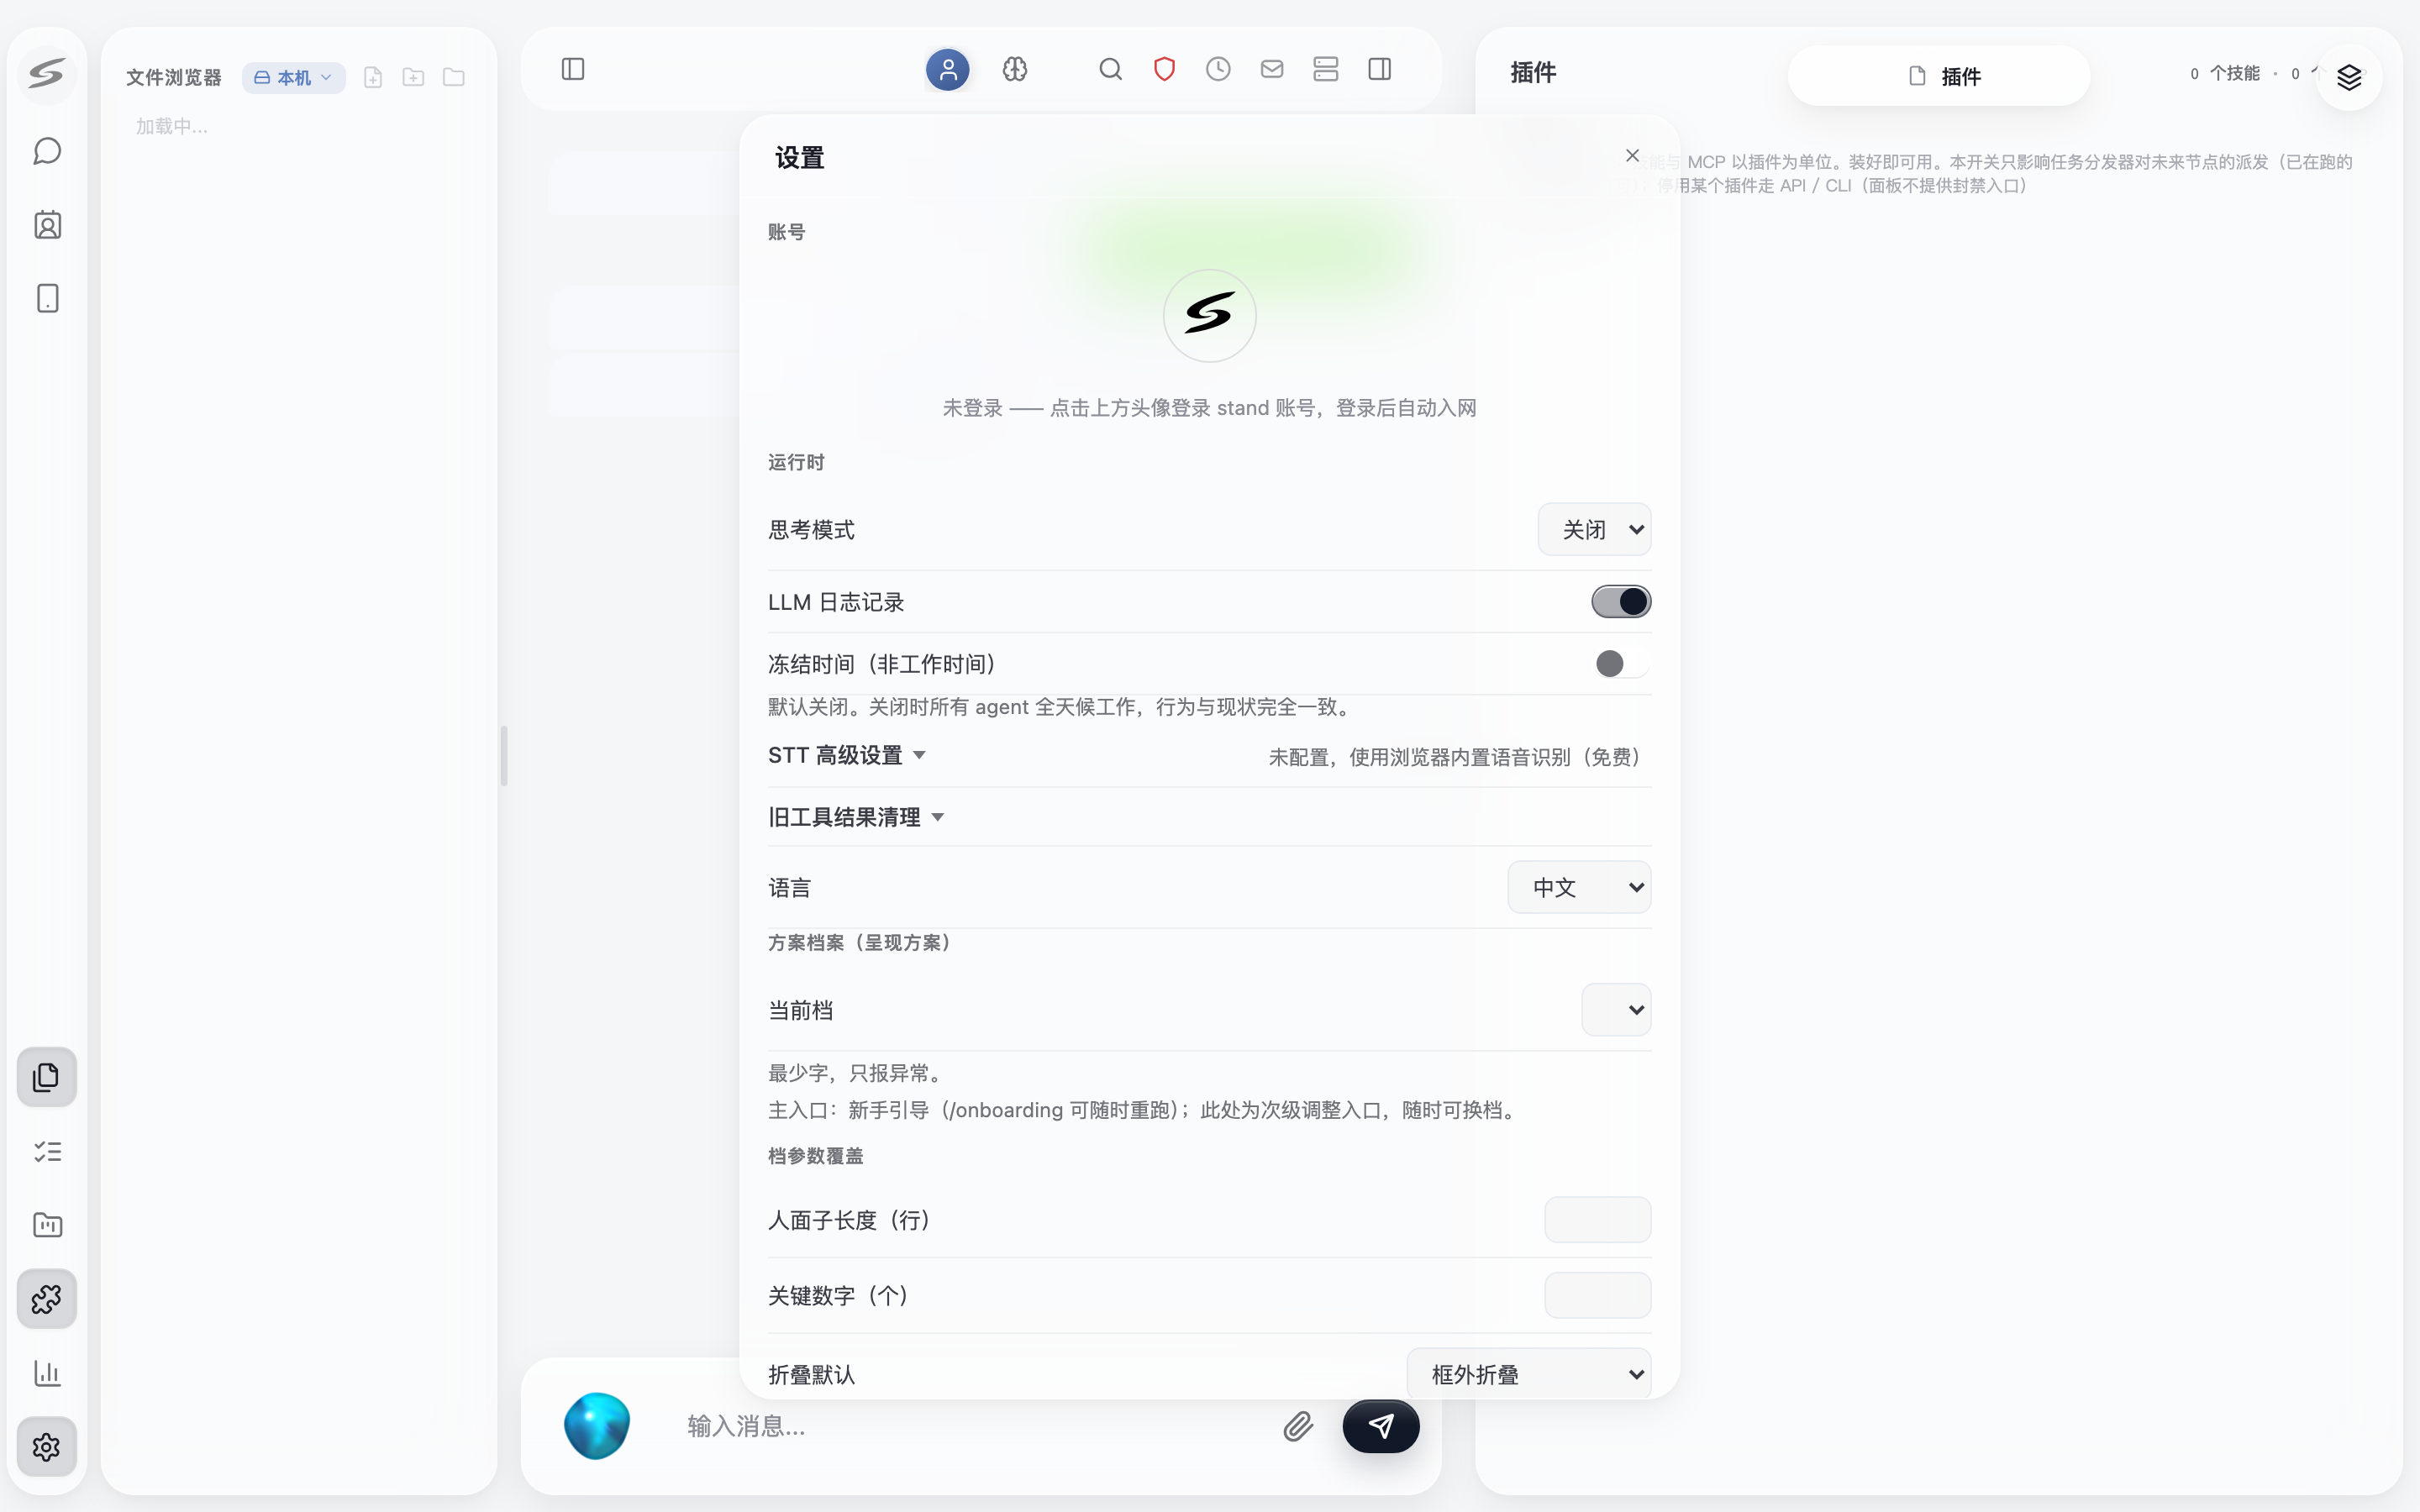 文件浏览器
本机
加载中...
插件
插件
0 个技能 · 0
MCP 以插件为单位。装好即可用。本开关只影响任务分发器对未来节点的派发（已在跑的
停用某个插件走 API / CLI（面板不提供封禁入口）
设置
账号
未登录 —— 点击上方头像登录 stand 账号，登录后自动入网
运行时
思考模式
关闭
LLM 日志记录
冻结时间（非工作时间）
默认关闭。关闭时所有 agent 全天候工作，行为与现状完全一致。
STT 高级设置
未配置，使用浏览器内置语音识别（免费）
旧工具结果清理
语言
中文
方案档案（呈现方案）
当前档
最少字，只报异常。
主入口：新手引导（/onboarding 可随时重跑）；此处为次级调整入口，随时可换档。
档参数覆盖
人面子长度（行）
关键数字（个）
折叠默认
框外折叠
输入消息...